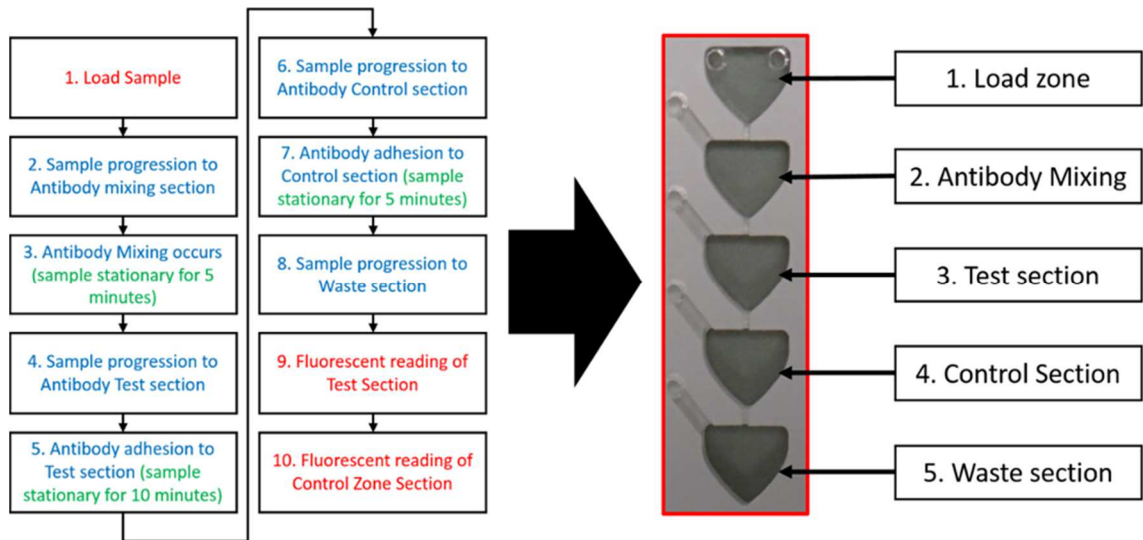 1. Load Sample
2. Sample progression to
Antibody mixing section
3. Antibody Mixing occurs
(sample stationary for 5
minutes)
4. Sample progression to
Antibody Test section
5. Antibody adhesion to
Test section (sample
stationary for 10 minutes)
6. Sample progression to
Antibody Control section
7. Antibody adhesion to
Control section (sample
stationary for 5 minutes)
8. Sample progression to
Waste section
9. Fluorescent reading of
Test Section
10. Fluorescent reading of
Control Zone Section
1. Load zone
2. Antibody Mixing
3. Test section
4. Control Section
5. Waste section